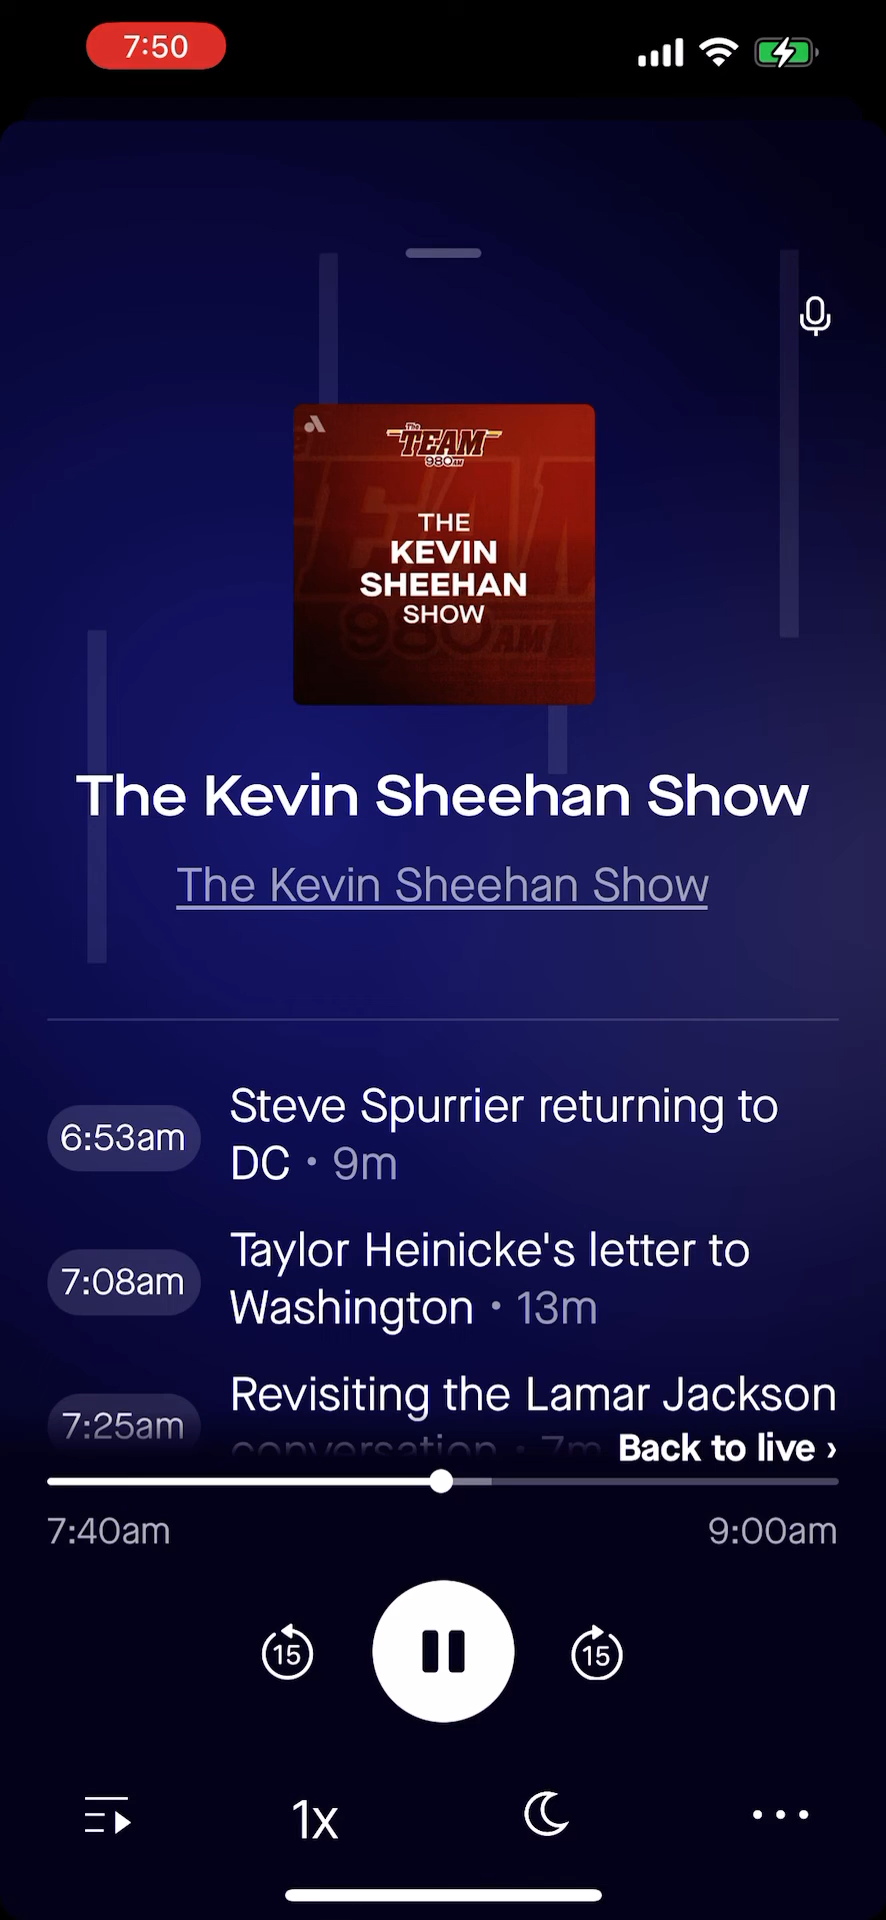 7:50
The
TEAM
980AM
THE
KEVIN
SHEEHAN
SHOW
The Kevin Sheehan Show
The Kevin Sheehan Show
6:53am
Steve Spurrier returning to
DC • 9m
7:08am
Taylor Heinicke's letter to
Washington • 13m
7:25am
Revisiting the Lamar Jackson
conversation • 7m
Back to live ›
7:40am
9:00am
15
15
1x